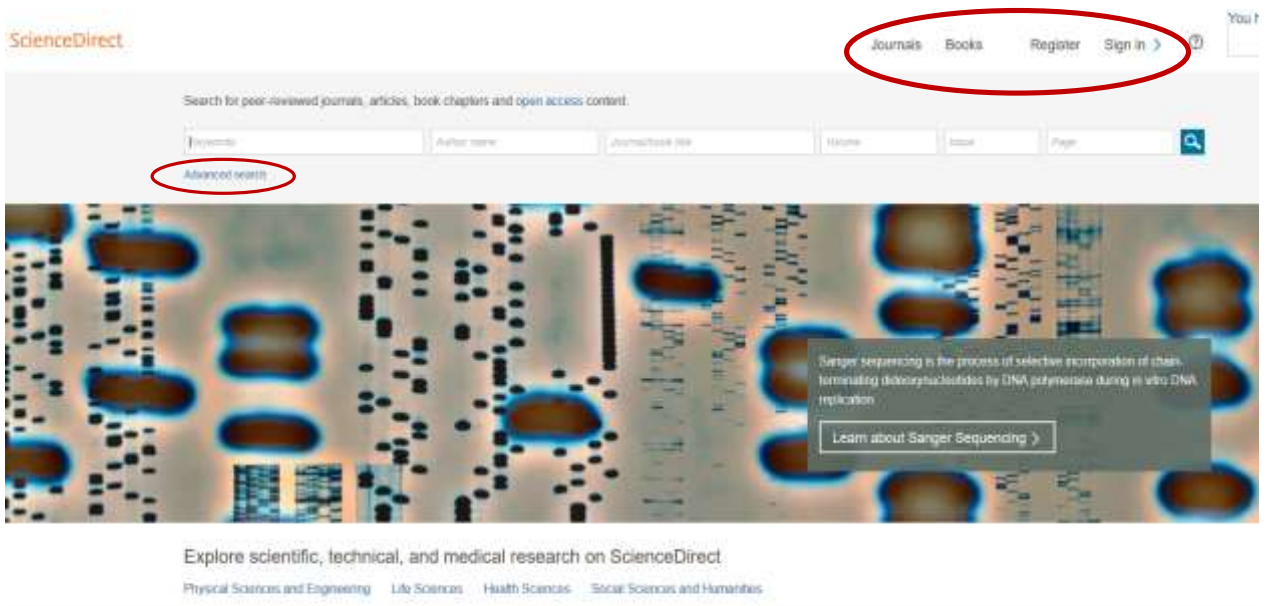 You h
ScienceDirect
Journals Books Register Sign in >
Search for peer-reviewed journals, articles, book chapters and open access content.
Keywords Author name Journal/book title Volume Issue Page
Advanced search
Sanger sequencing is the process of selective incorporation of chain-
terminating dideoxynucleotides by DNA polymerase during in vitro DNA
replication
Learn about Sanger Sequencing >
Explore scientific, technical, and medical research on ScienceDirect
Physical Sciences and Engineering Life Sciences Health Sciences Social Sciences and Humanities